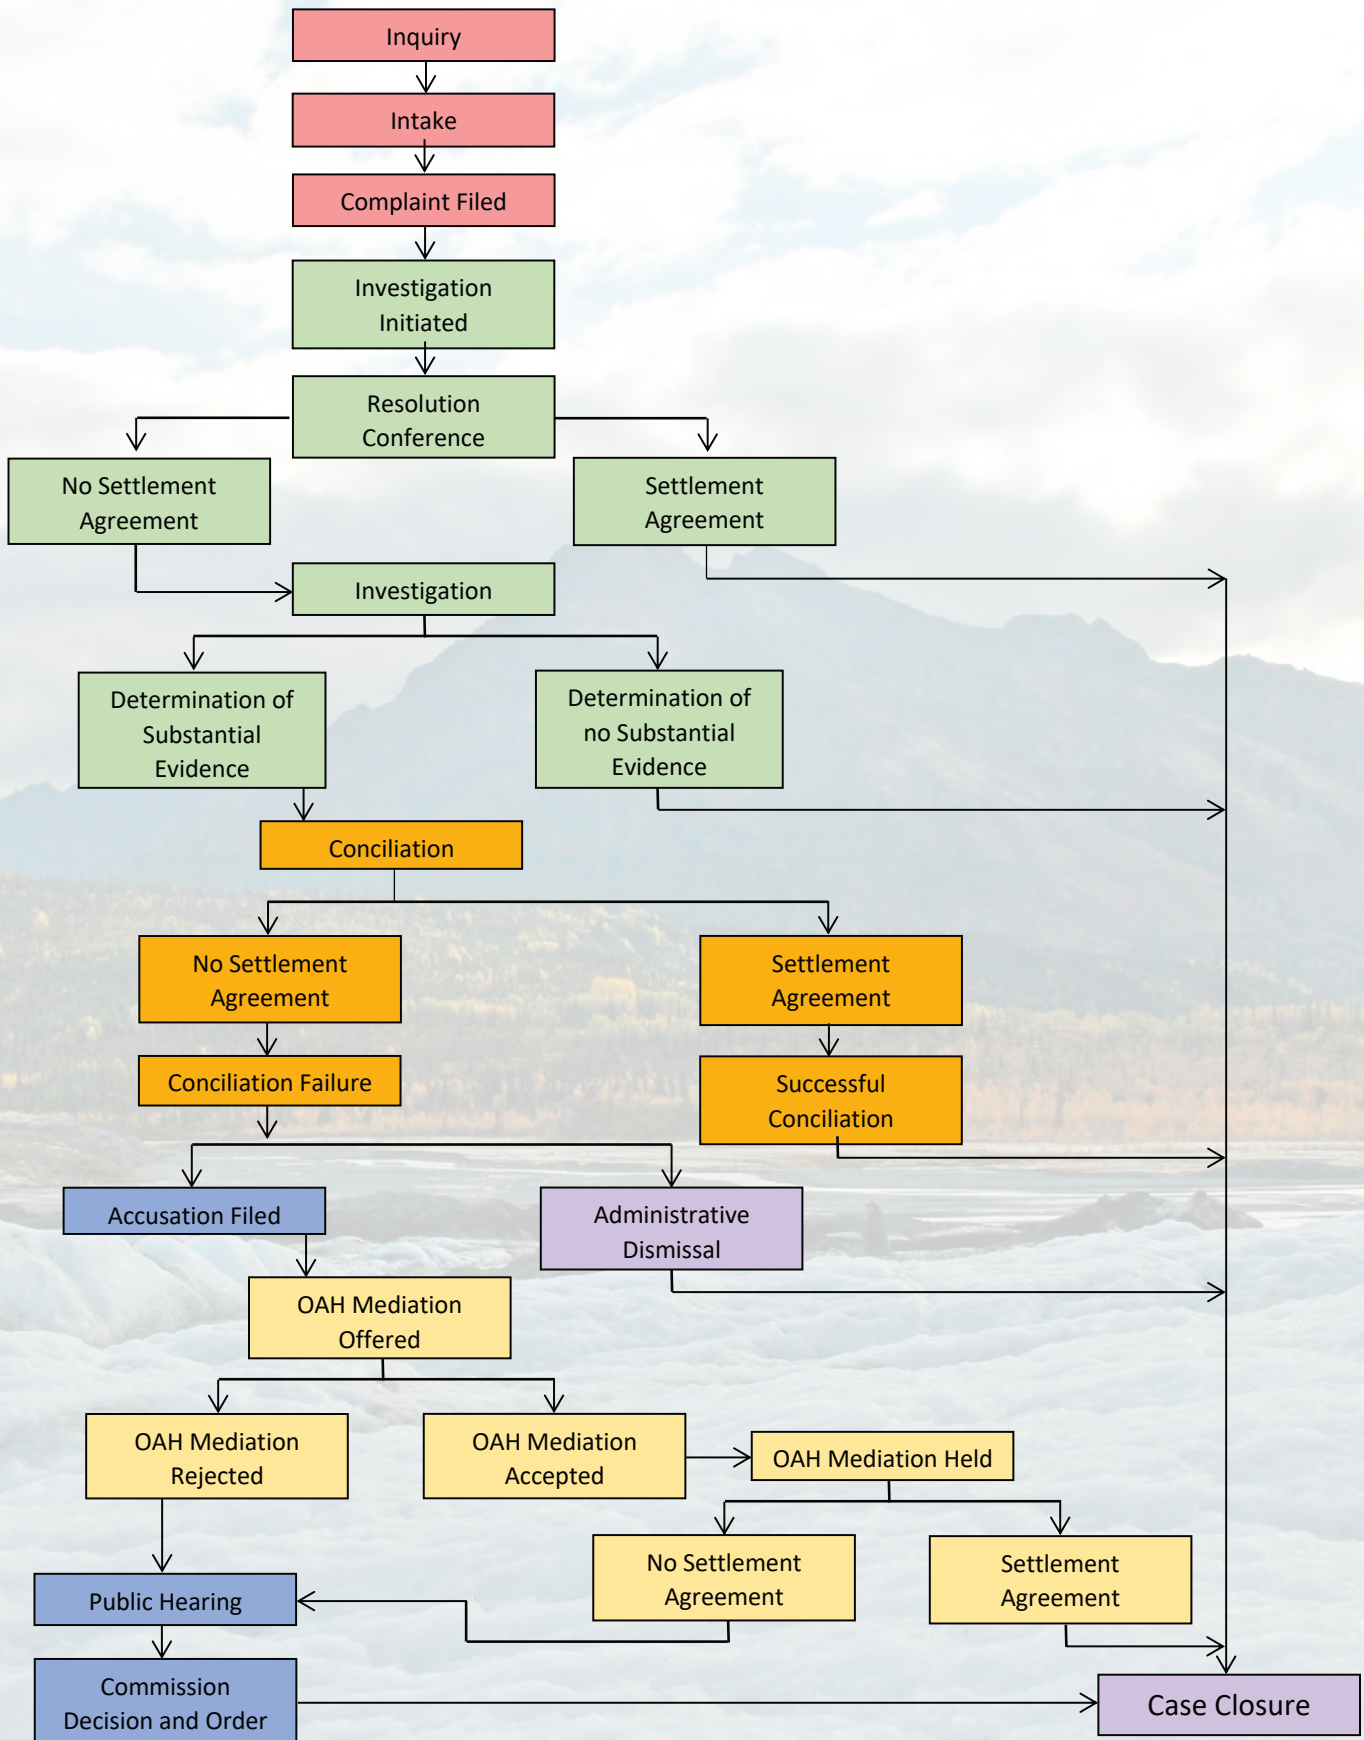 Inquiry
Intake
Complaint Filed
Investigation
Initiated
Resolution
Conference
No Settlement
Agreement
Settlement
Agreement
Investigation
Determination of
Substantial
Evidence
Determination of
no Substantial
Evidence
Conciliation
No Settlement
Agreement
Settlement
Agreement
Conciliation Failure
Successful
Conciliation
Accusation Filed
Administrative
Dismissal
OAH Mediation
Offered
OAH Mediation
Rejected
OAH Mediation
Accepted
OAH Mediation Held
No Settlement
Agreement
Settlement
Agreement
Public Hearing
Commission
Decision and Order
Case Closure